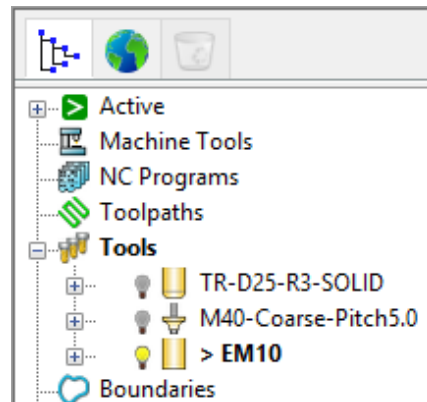 Active
Machine Tools
NC Programs
Toolpaths
Tools
TR-D25-R3-SOLID
M40-Coarse-Pitch5.0
> EM10
Boundaries